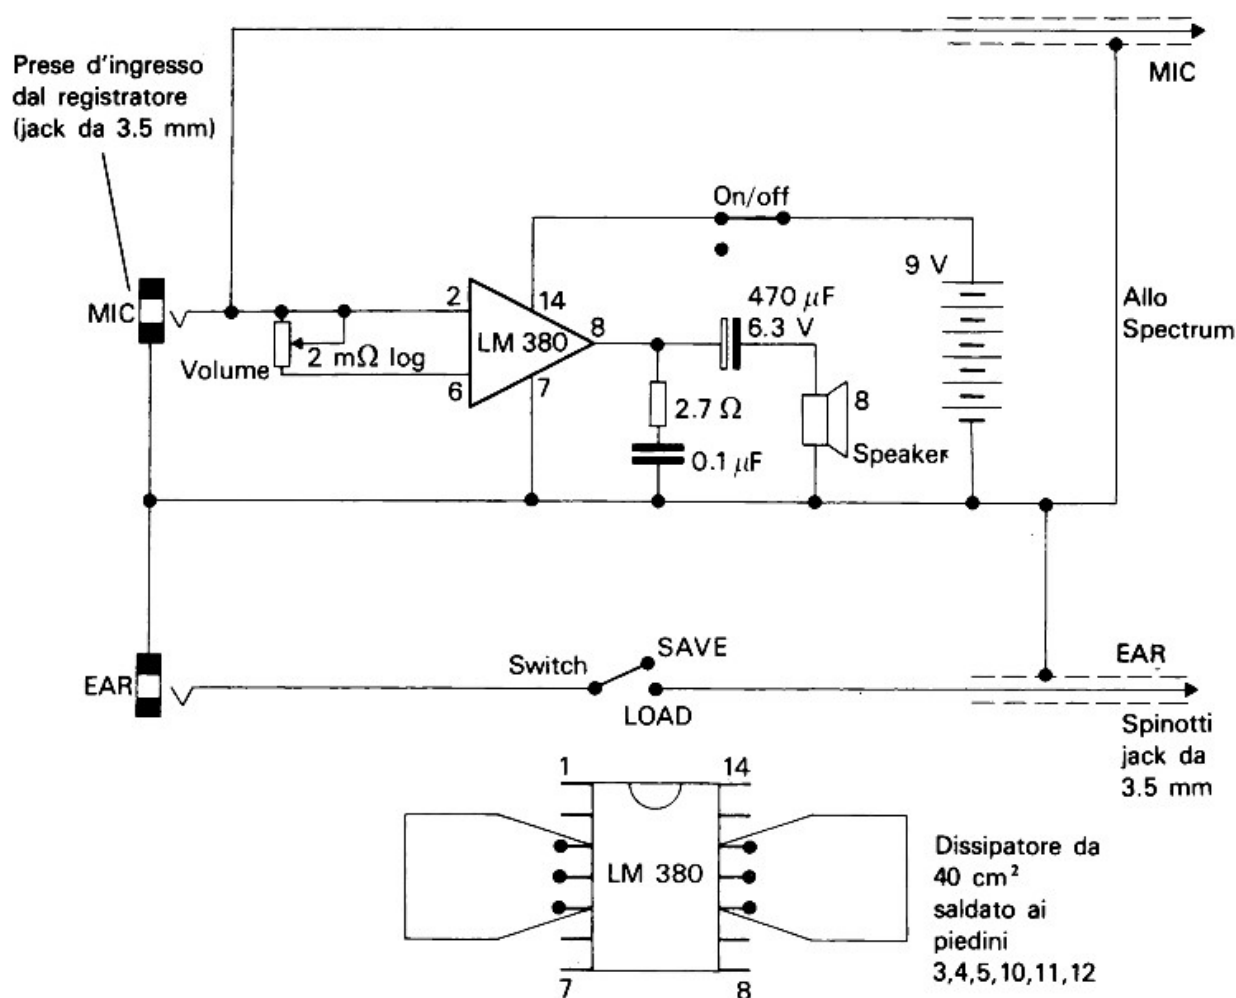 MIC
Prese d'ingresso
dal registratore
(jack da 3.5 mm)
On/off
9 V
Allo
Spectrum
MIC
2
14
LM 380
8
470 µF
6.3 V
Volume
2 mΩ log
6
7
2.7 Ω
0.1 µF
8
Speaker
EAR
Switch
SAVE
LOAD
EAR
Spinotti
jack da
3.5 mm
1
14
LM 380
7
8
Dissipatore da
40 cm²
saldato ai
piedini
3,4,5,10,11,12